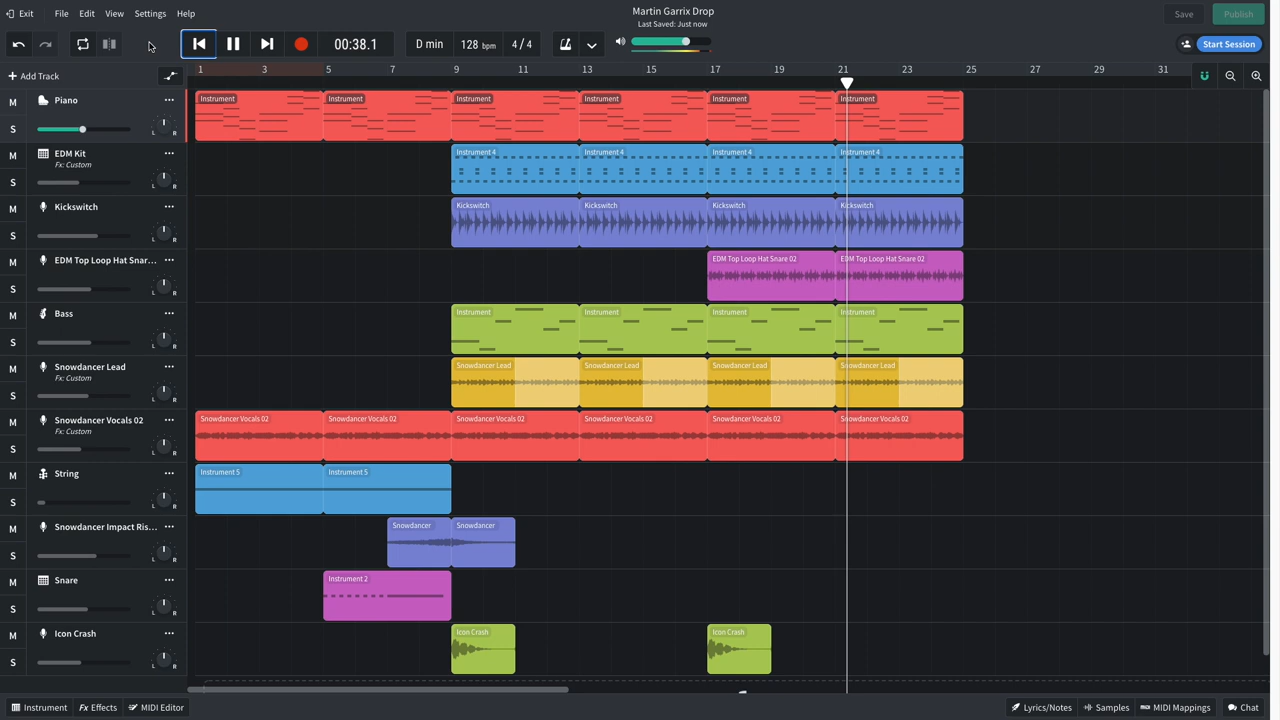 Exit File Edit View Settings Help
Martin Garrix Drop
Last Saved: Just now
Save Publish
00:38.1 D min 128 bpm 4 / 4
Start Session
Add Track
1 3 5 7 9 11 13 15 17 19 21 23 25 27 29 31
M Piano
S L R
Instrument Instrument Instrument Instrument Instrument Instrument
M EDM Kit
Fx: Custom
S L R
Instrument 4 Instrument 4 Instrument 4 Instrument 4
M Kickswitch
S L R
Kickswitch Kickswitch Kickswitch Kickswitch
M EDM Top Loop Hat Snar...
S L R
EDM Top Loop Hat Snare 02 EDM Top Loop Hat Snare 02
M Bass
S L R
Instrument Instrument Instrument Instrument
M Snowdancer Lead
Fx: Custom
S L R
Snowdancer Lead Snowdancer Lead Snowdancer Lead Snowdancer Lead
M Snowdancer Vocals 02
Fx: Custom
S L R
Snowdancer Vocals 02 Snowdancer Vocals 02 Snowdancer Vocals 02 Snowdancer Vocals 02 Snowdancer Vocals 02 Snowdancer Vocals 02
M String
S L R
Instrument 5 Instrument 5
M Snowdancer Impact Ris...
S L R
Snowdancer Snowdancer
M Snare
S L R
Instrument 2
M Icon Crash
S L R
Icon Crash Icon Crash
Instrument Fx Effects MIDI Editor
Lyrics/Notes Samples MIDI Mappings Chat